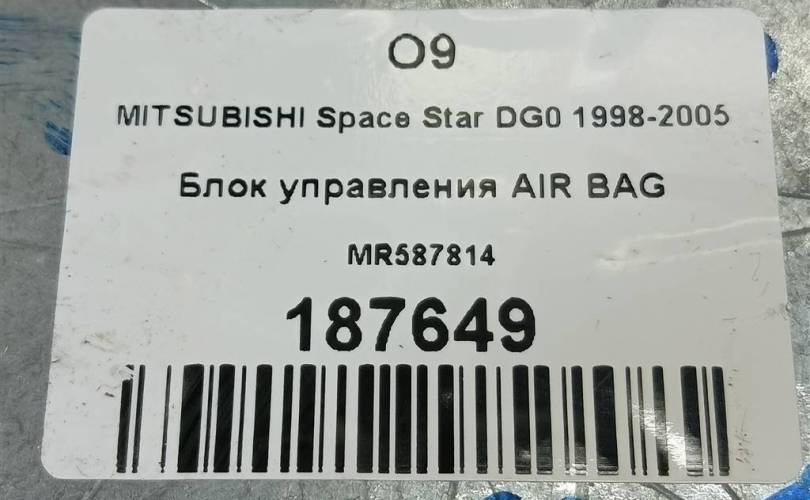 O9
MITSUBISHI Space Star DG0 1998-2005
Блок управления AIR BAG
MR587814
187649